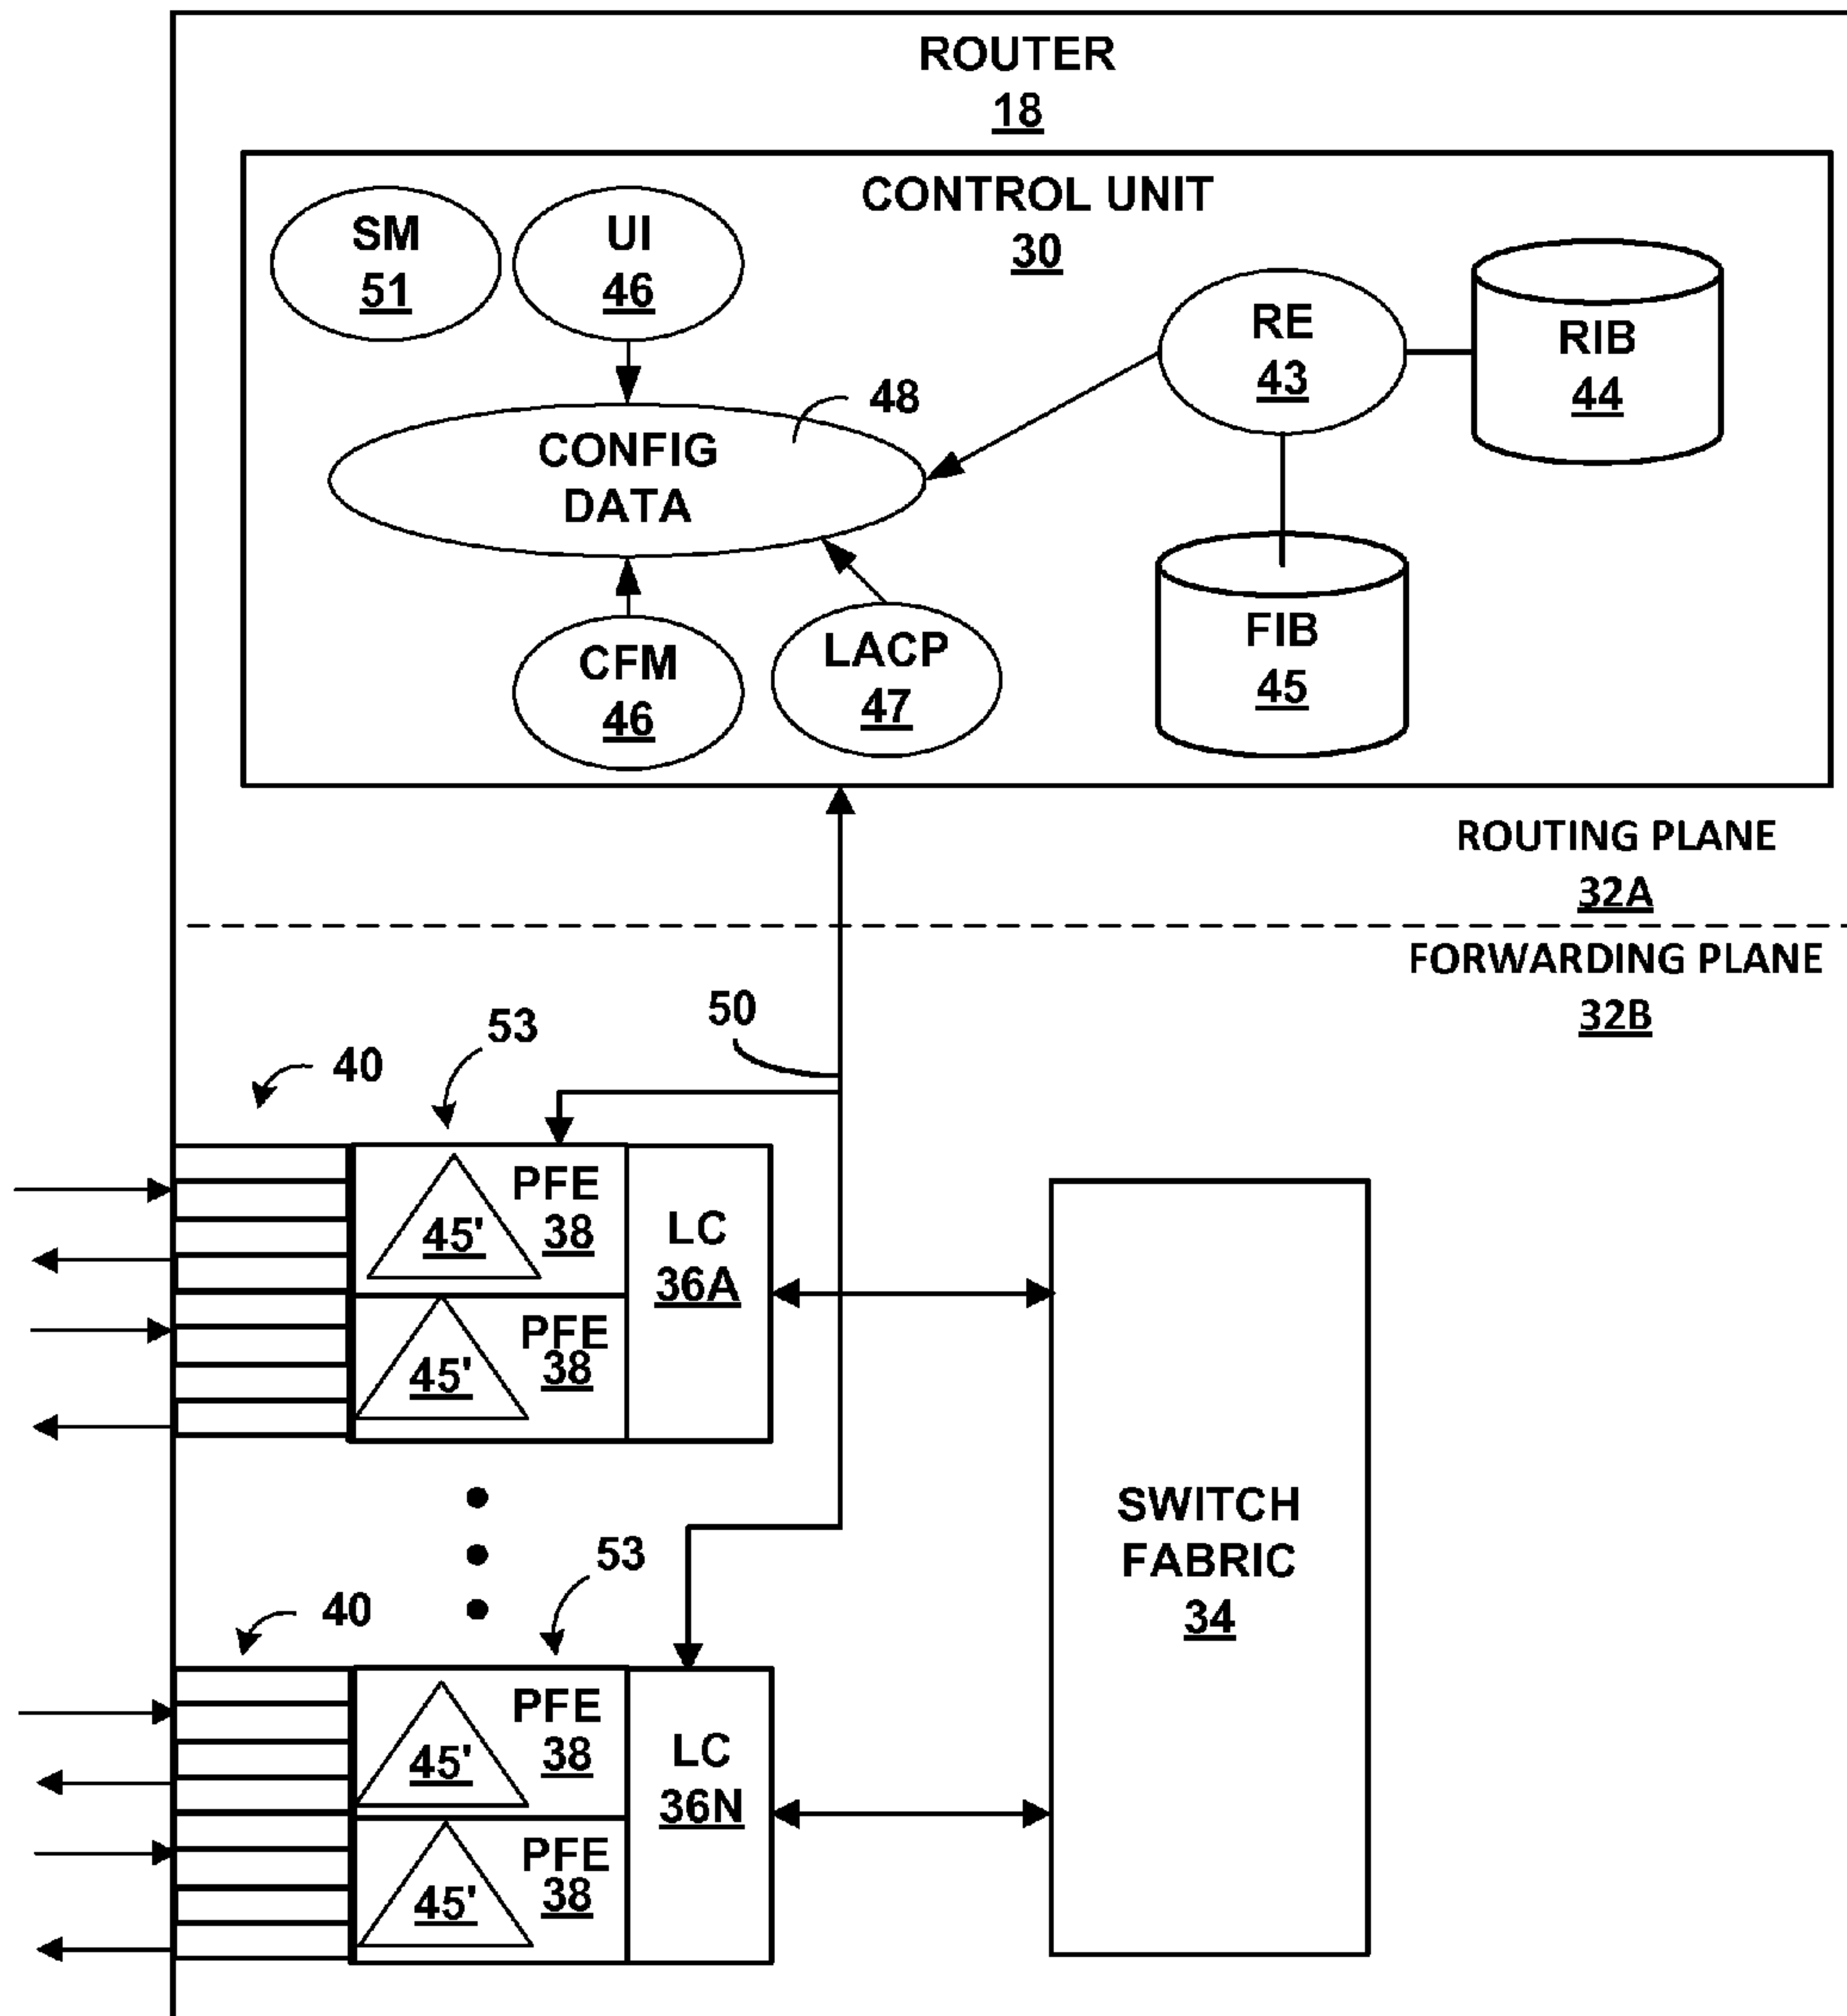 ROUTER
18
CONTROL UNIT
30
SM
51
UI
46
RE
43
RIB
44
48
CONFIG
DATA
FIB
45
CFM
46
LACP
47
ROUTING PLANE
32A
FORWARDING PLANE
32B
50
53
40
PFE
38
45'
LC
36A
PFE
38
45'
SWITCH
FABRIC
34
53
40
PFE
38
45'
LC
36N
PFE
38
45'